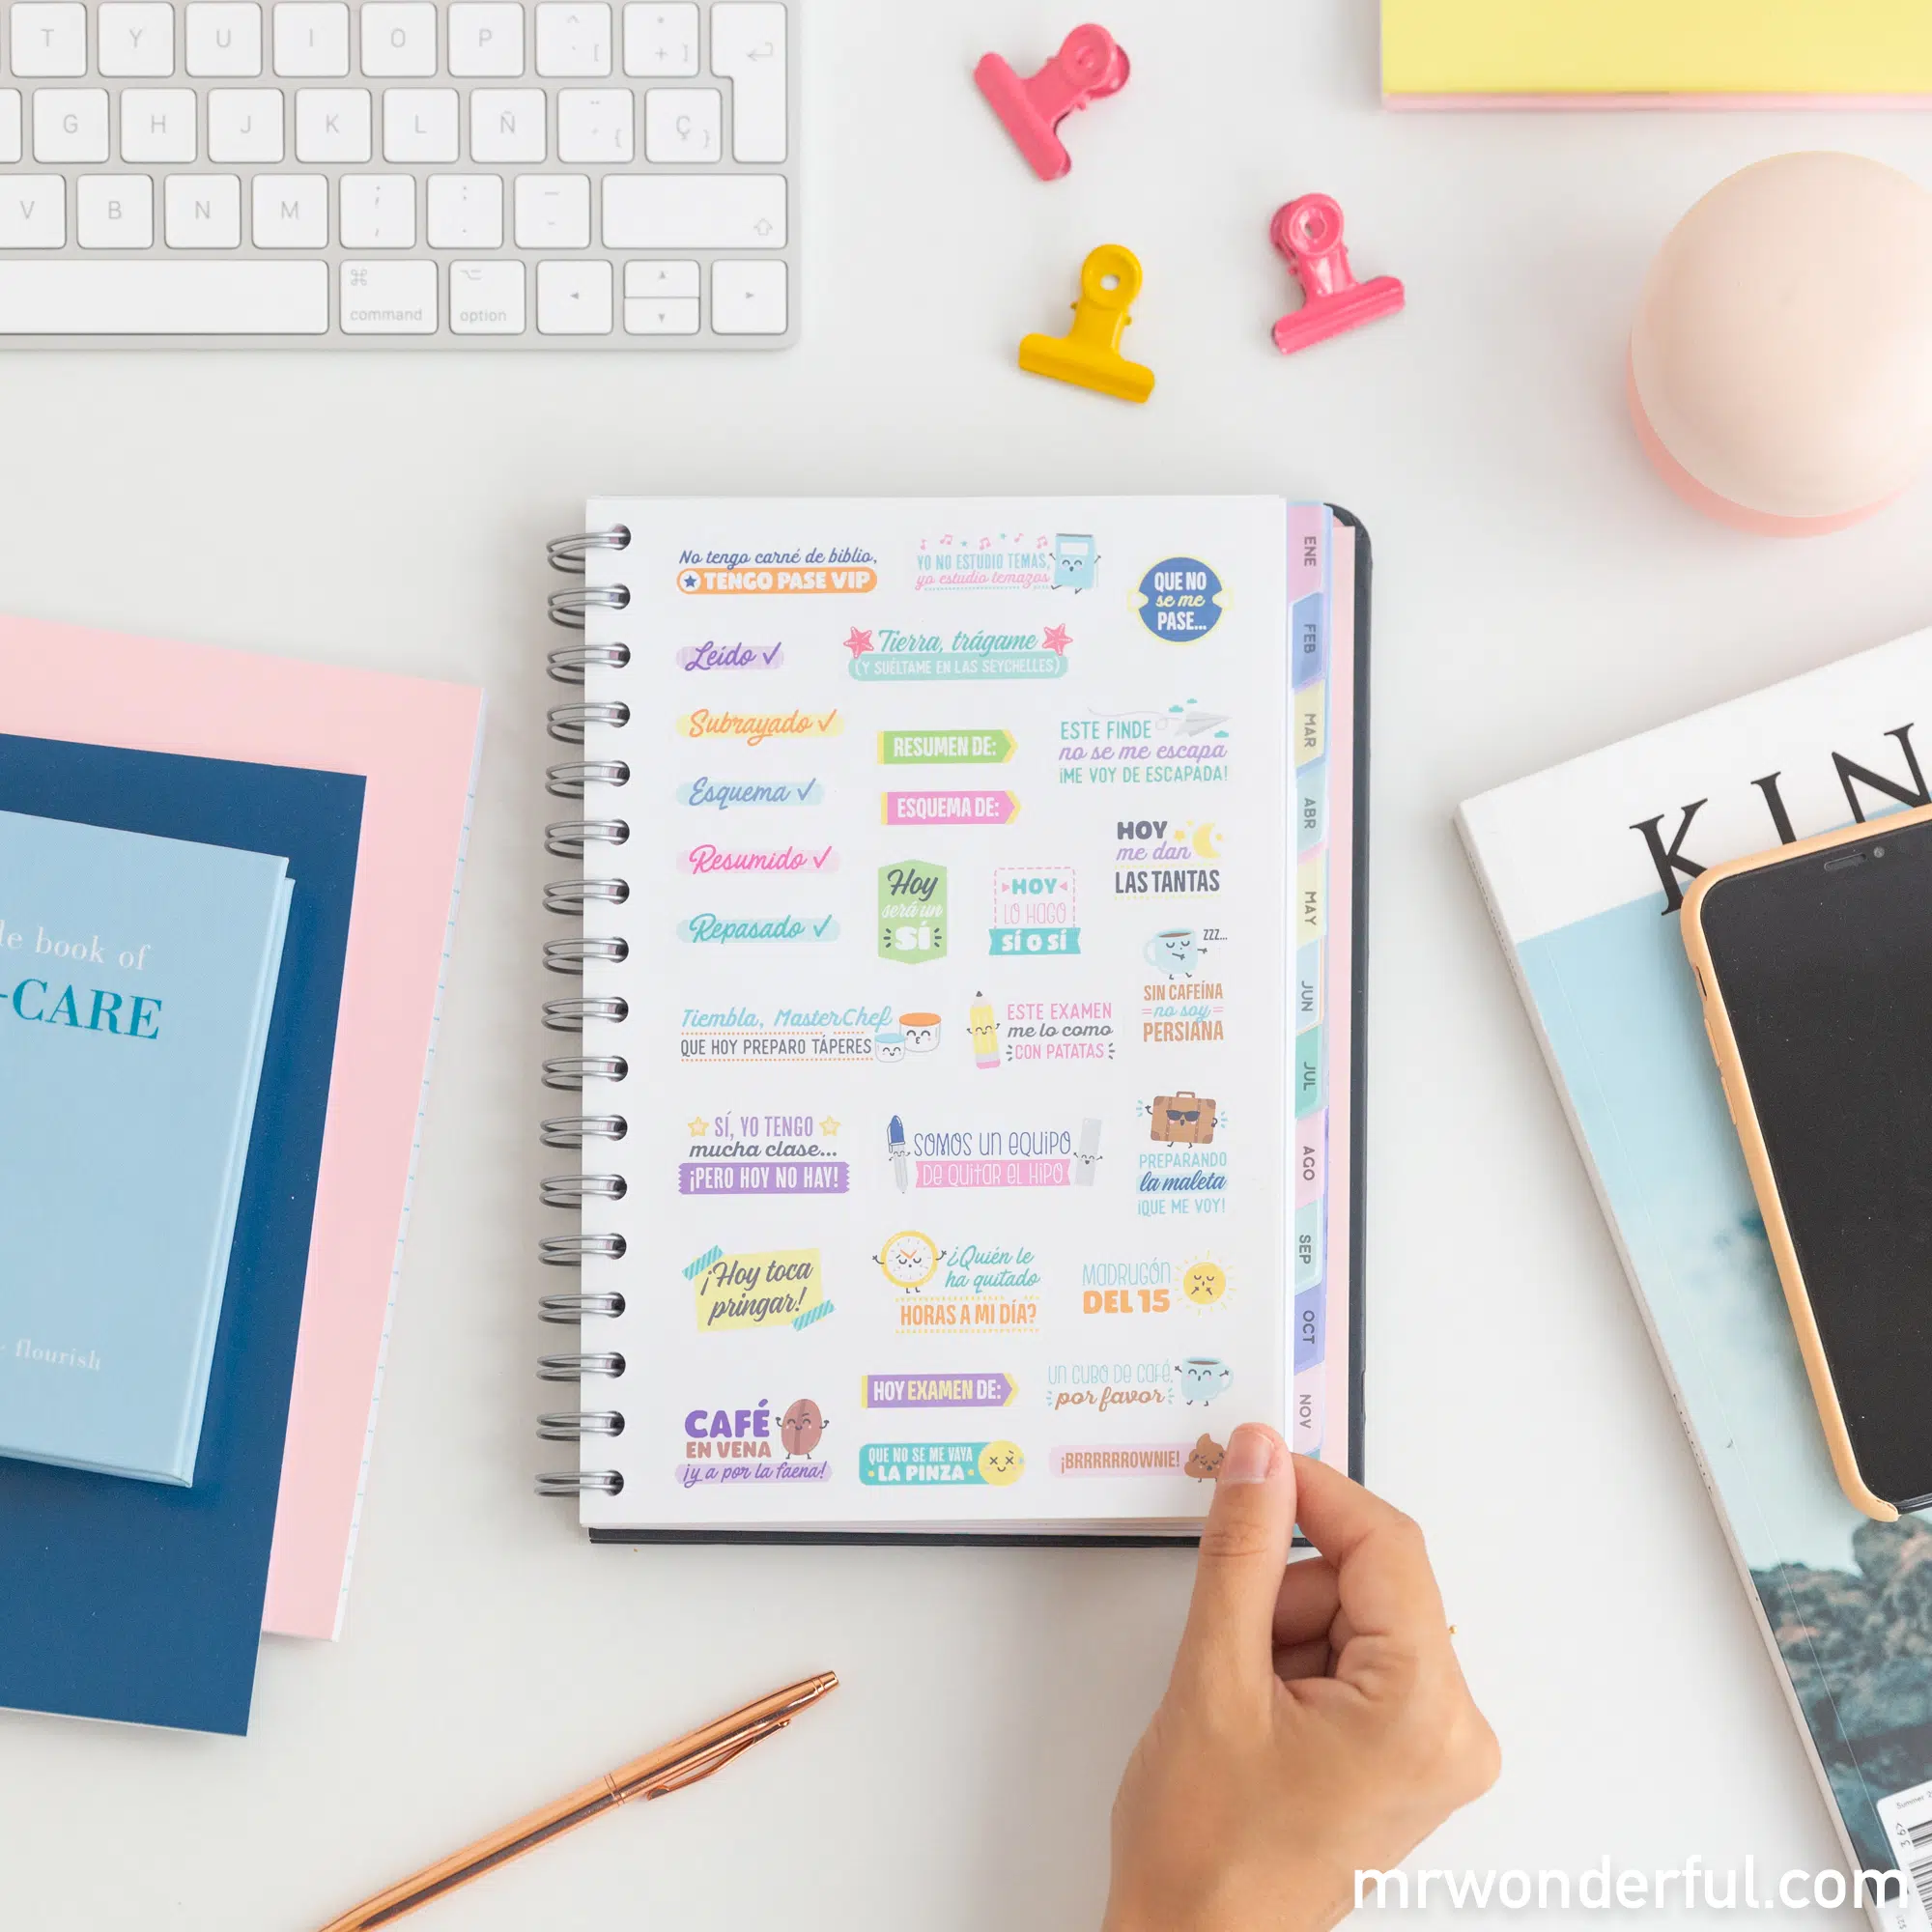 T Y U I O P
G H J K L Ñ Ç
V B N M
command option
No tengo carné de biblio,
TENGO PASE VIP
YO NO ESTUDIO TEMAS,
yo estudio temazos
QUE NO
se me
PASE...
Leído ✓
Tierra, trágame
(Y SUÉLTAME EN LAS SEYCHELLES)
Subrayado ✓
RESUMEN DE:
ESTE FINDE
no se me escapa
¡ME VOY DE ESCAPADA!
Esquema ✓
ESQUEMA DE:
Resumido ✓
HOY
me dan
LAS TANTAS
Repasado ✓
Hoy
será un
SÍ
HOY
LO HAGO
SÍ O SÍ
ZZZ...
SIN CAFEÍNA
no soy
PERSIANA
Tiembla, MasterChef
QUE HOY PREPARO TÁPERES
ESTE EXAMEN
me lo como
CON PATATAS
SÍ, YO TENGO
mucha clase...
¡PERO HOY NO HAY!
SOMOS UN EQUIPO
DE QUITAR EL HIPO
PREPARANDO
la maleta
¡QUE ME VOY!
¡Hoy toca
pringar!
¿Quién le
ha quitado
HORAS A MI DÍA?
MADRUGÓN
DEL 15
HOY EXAMEN DE:
UN CUBO DE CAFÉ,
por favor
CAFÉ
EN VENA
¡y a por la faena!
QUE NO SE ME VAYA
LA PINZA
¡BRRRRRROWNIE!
ENE
FEB
MAR
ABR
MAY
JUN
JUL
AGO
SEP
OCT
NOV
le book of
-CARE
flourish
KIN
Summer
mrwonderful.com